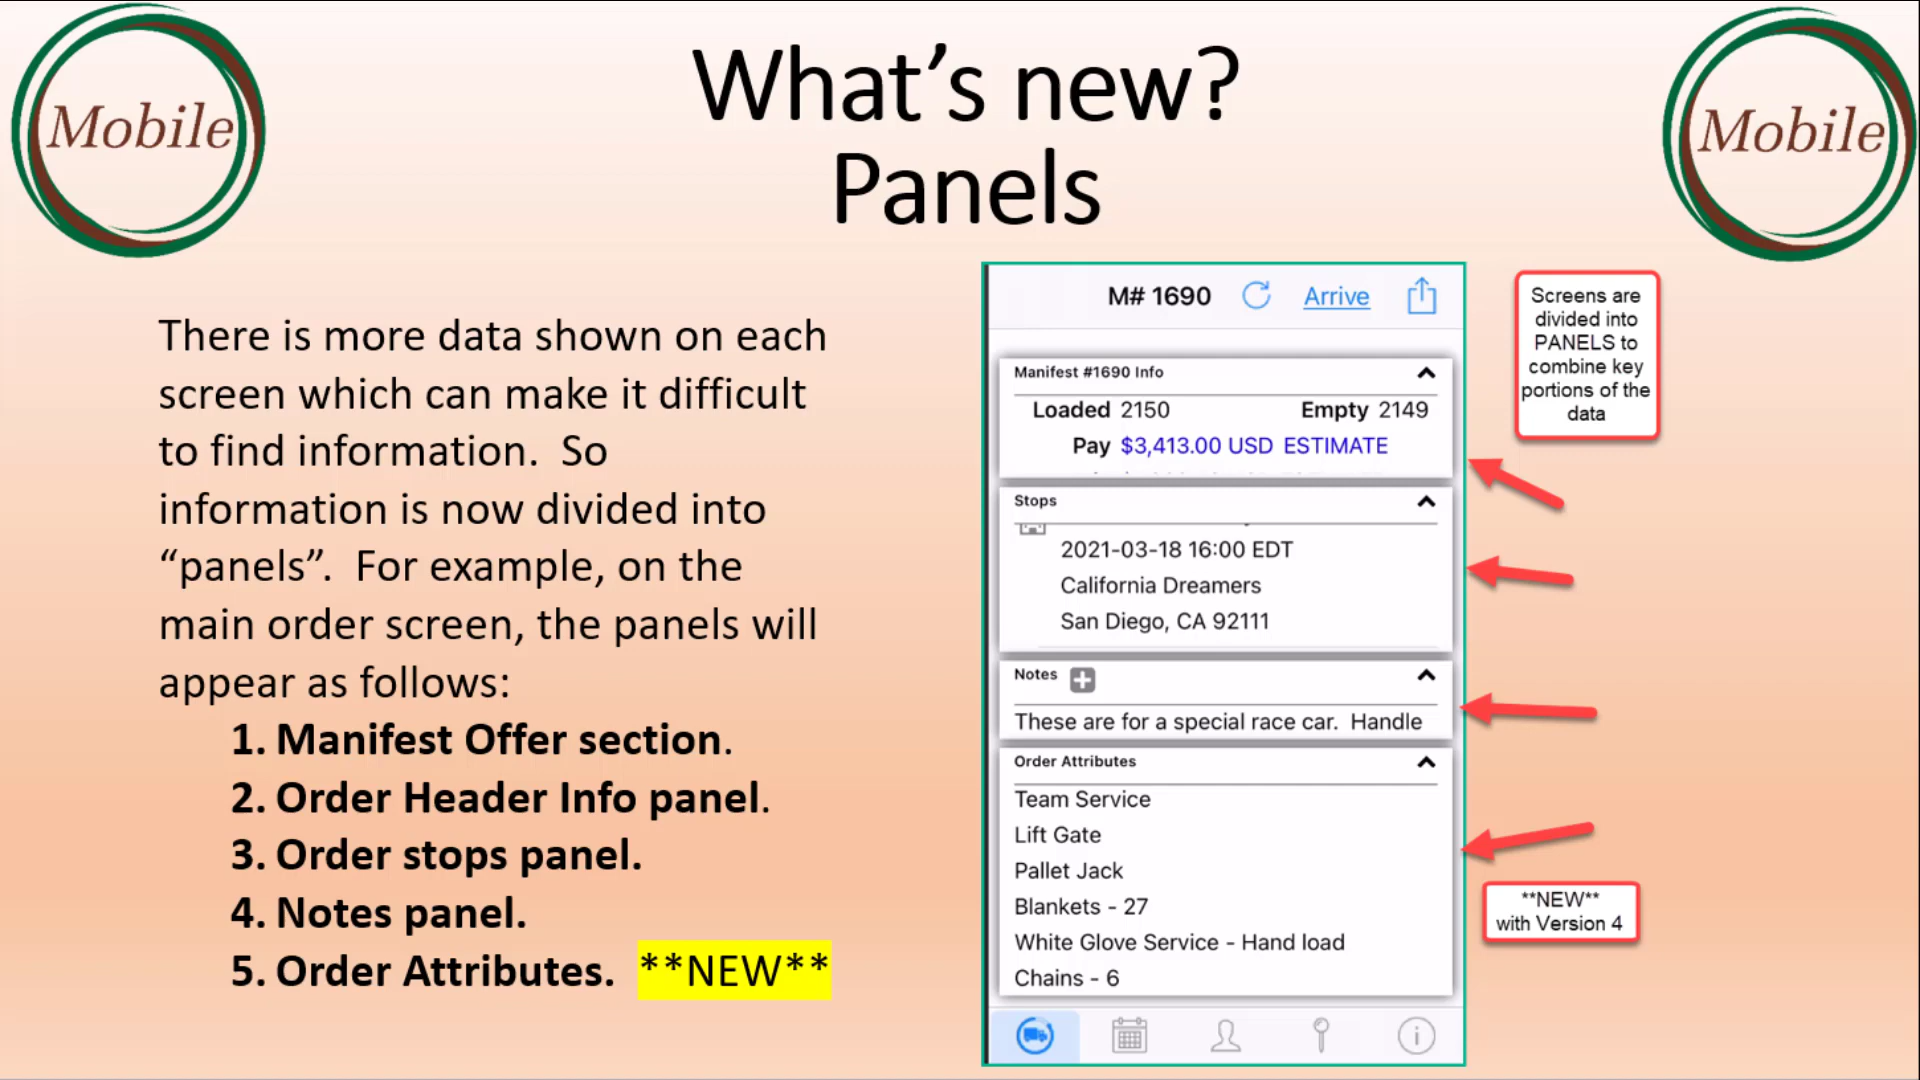 Mobile
What’s new?
Panels
Mobile
There is more data shown on each
screen which can make it difficult
to find information.  So
information is now divided into
“panels”.  For example, on the
main order screen, the panels will
appear as follows:
1. Manifest Offer section.
2. Order Header Info panel.
3. Order stops panel.
4. Notes panel.
5. Order Attributes.  **NEW**
M# 1690 Arrive
Manifest #1690 Info
Loaded 2150 Empty 2149
Pay $3,413.00 USD ESTIMATE
Stops
2021-03-18 16:00 EDT
California Dreamers
San Diego, CA 92111
Notes
These are for a special race car.  Handle
Order Attributes
Team Service
Lift Gate
Pallet Jack
Blankets - 27
White Glove Service - Hand load
Chains - 6
Screens are
divided into
PANELS to
combine key
portions of the
data
**NEW**
with Version 4